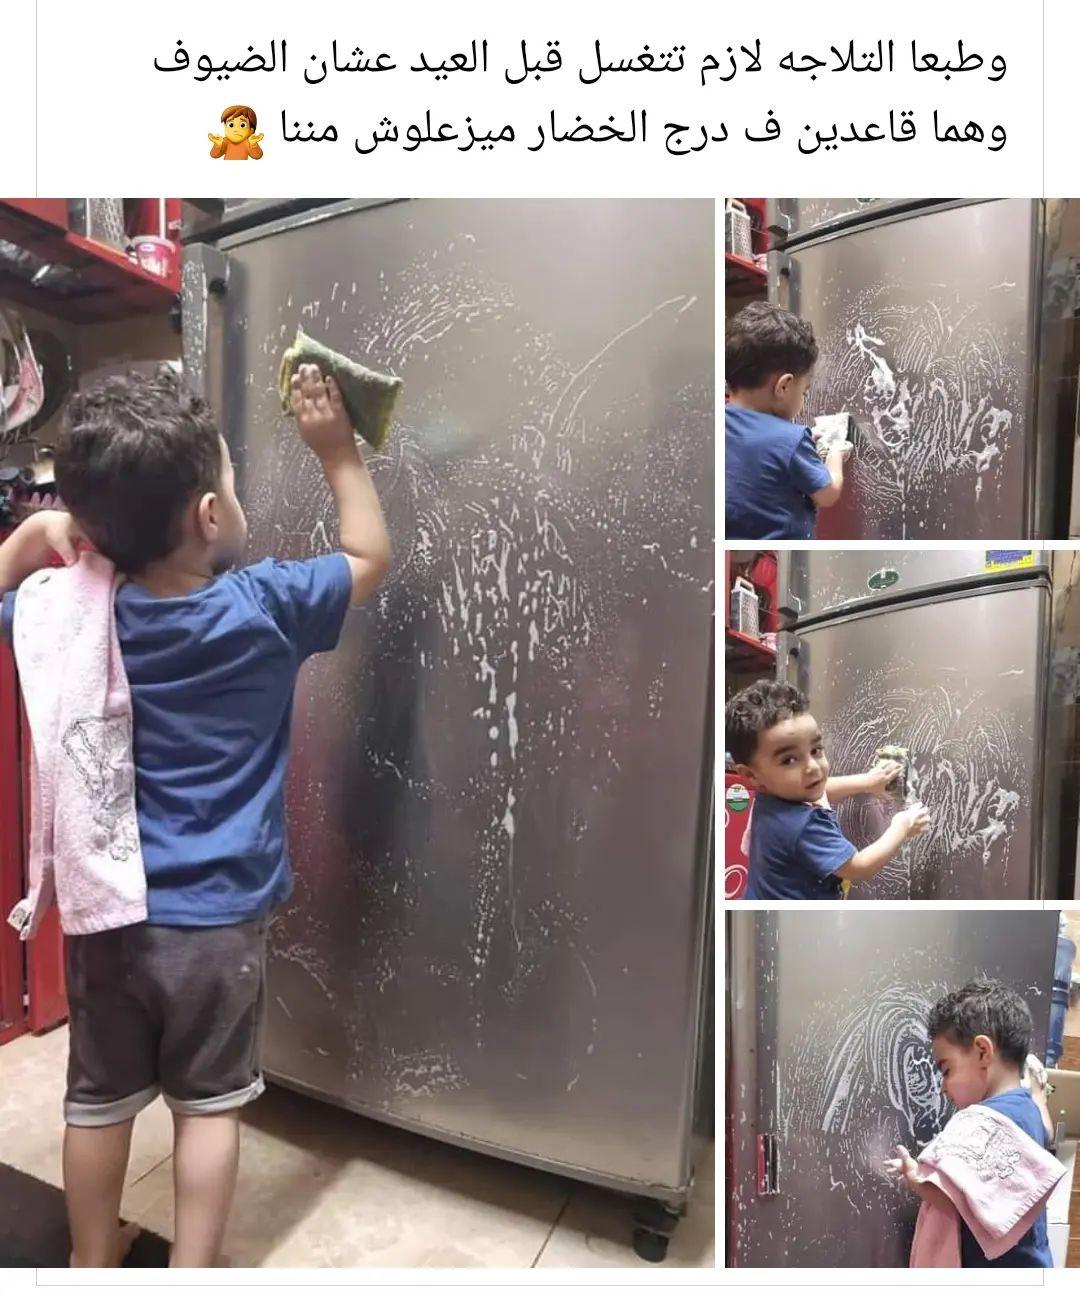 وطبعا التلاجه لازم تتغسل قبل العيد عشان الضيوف
وهما قاعدين ف درج الخضار ميزعلوش مننا 🤷